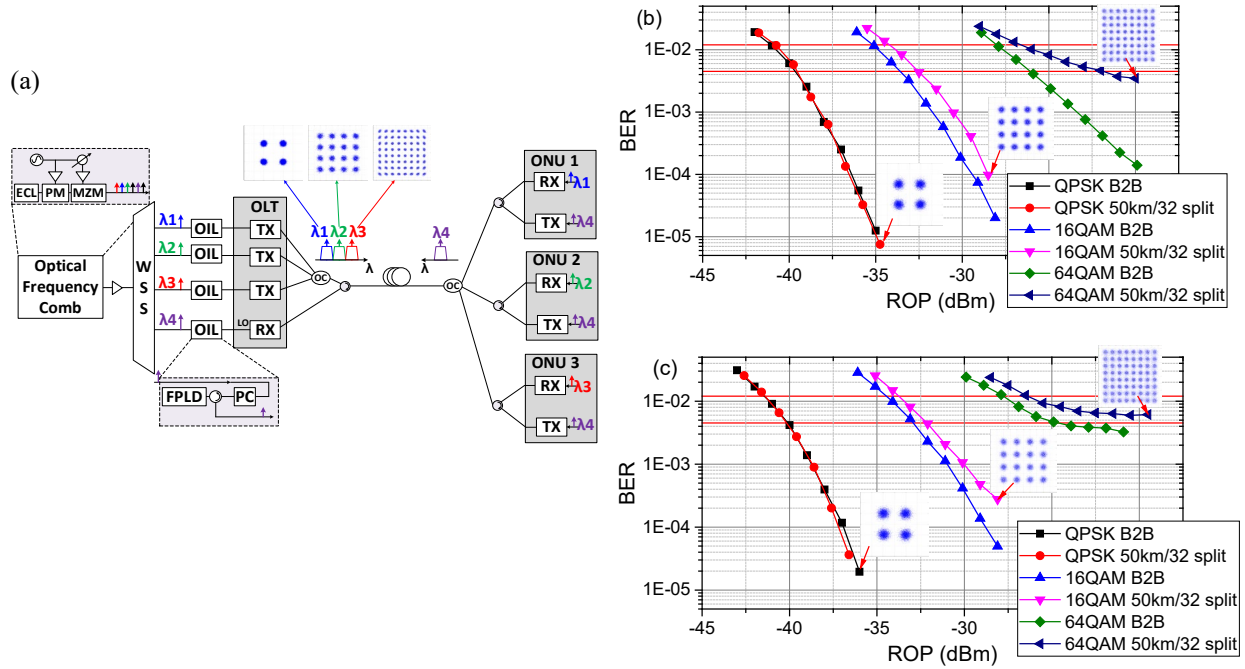 (a)
ECL
PM
MZM
Optical
Frequency
Comb
W
S
S
λ1
λ2
λ3
λ4
OIL
OIL
OIL
OIL
OLT
TX
TX
TX
LO
RX
FPLD
PC
OC
λ1
λ2
λ3
λ
λ4
λ
OC
ONU 1
RX
λ1
TX
λ4
ONU 2
RX
λ2
TX
λ4
ONU 3
RX
λ3
TX
λ4
(b)
BER
1E-02
1E-03
1E-04
1E-05
-45
-40
-35
-30
ROP (dBm)
QPSK B2B
QPSK 50km/32 split
16QAM B2B
16QAM 50km/32 split
64QAM B2B
64QAM 50km/32 split
(c)
BER
1E-02
1E-03
1E-04
1E-05
-45
-40
-35
-30
ROP (dBm)
QPSK B2B
QPSK 50km/32 split
16QAM B2B
16QAM 50km/32 split
64QAM B2B
64QAM 50km/32 split